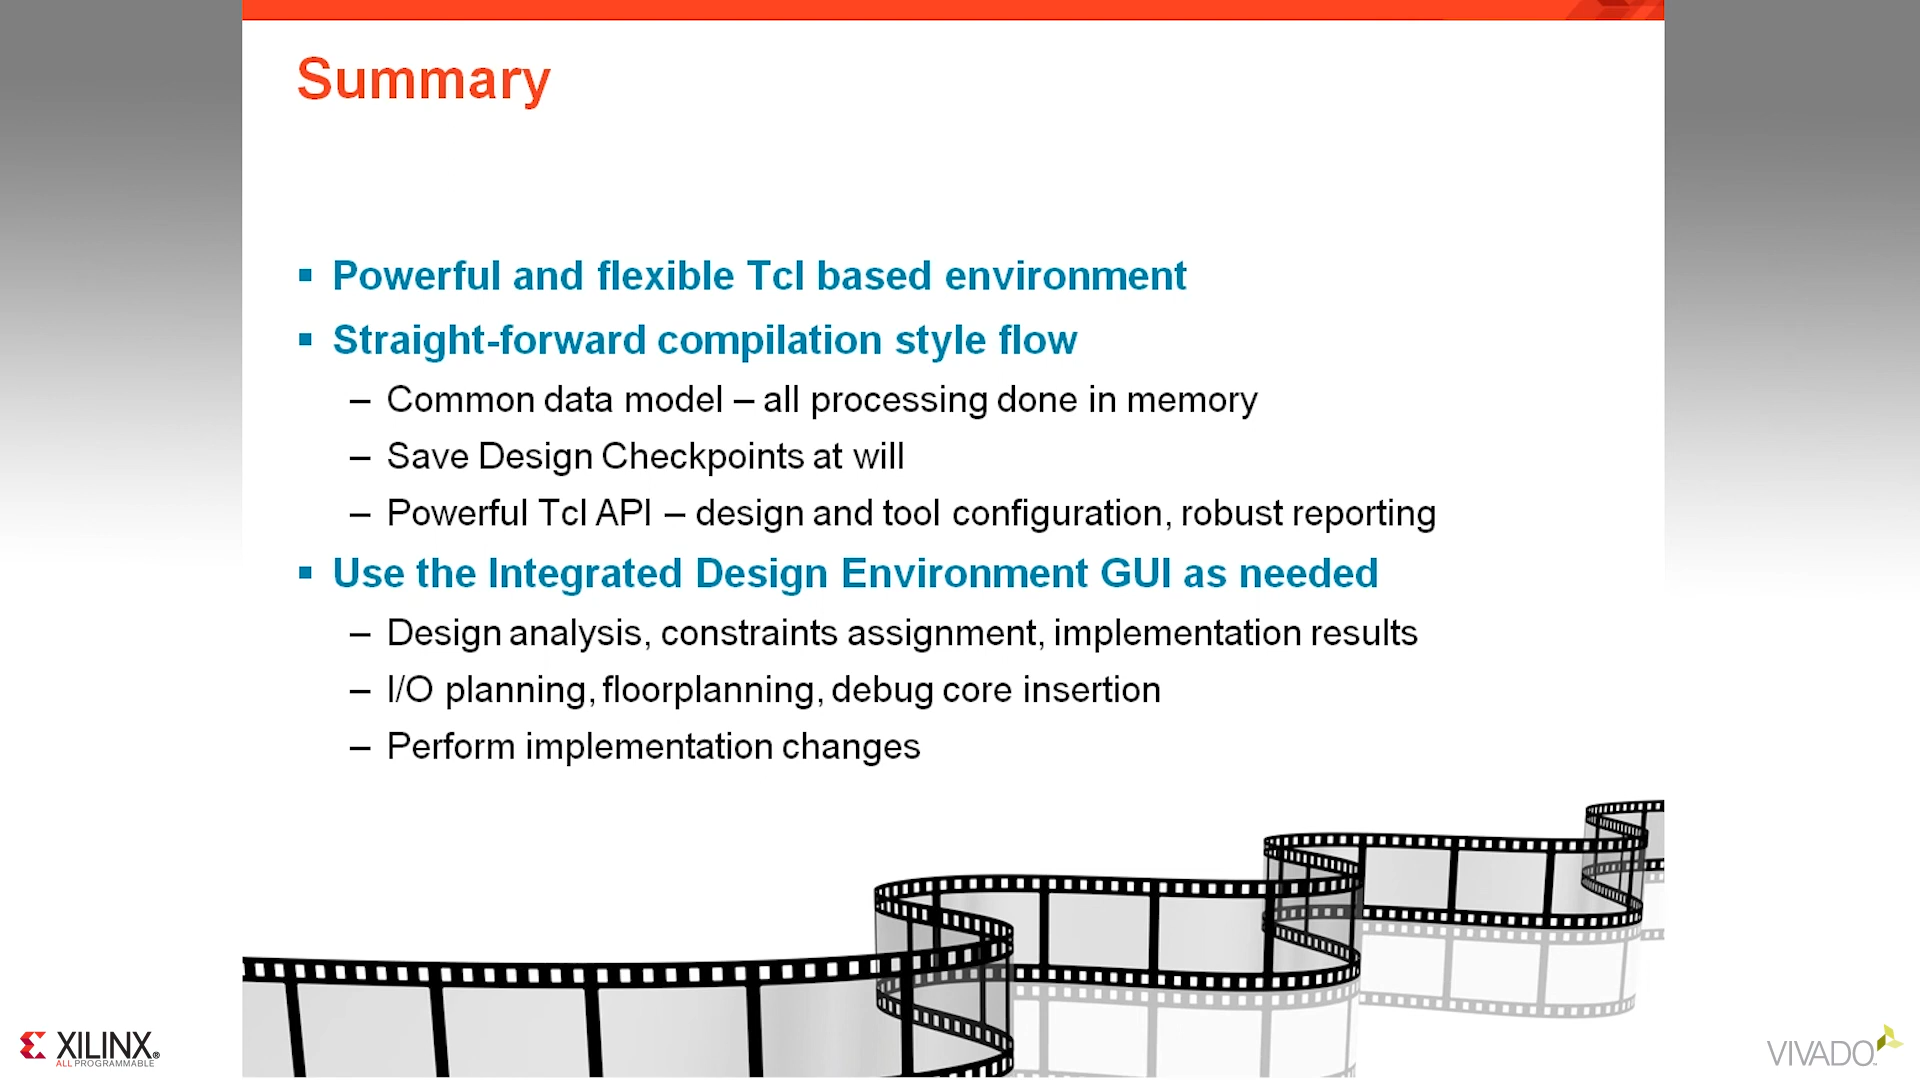 Summary
▪ Powerful and flexible Tcl based environment
▪ Straight-forward compilation style flow
– Common data model – all processing done in memory
– Save Design Checkpoints at will
– Powerful Tcl API – design and tool configuration, robust reporting
▪ Use the Integrated Design Environment GUI as needed
– Design analysis, constraints assignment, implementation results
– I/O planning, floorplanning, debug core insertion
– Perform implementation changes
XILINX®
ALL PROGRAMMABLE
VIVADO™